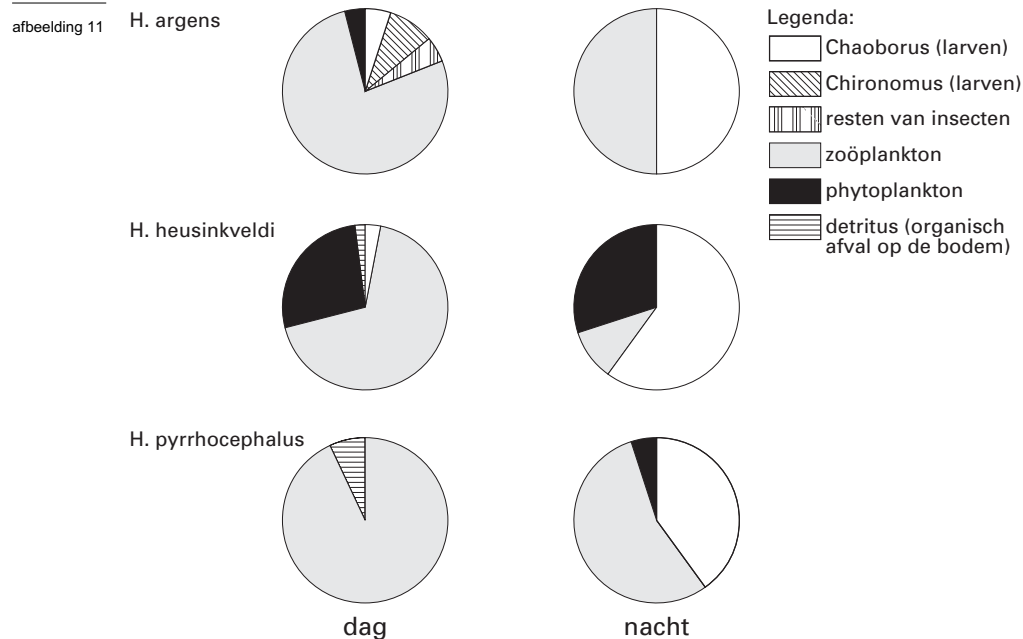 afbeelding 11
H. argens
Legenda:
Chaoborus (larven)
Chironomus (larven)
resten van insecten
zoöplankton
phytoplankton
detritus (organisch
afval op de bodem)
H. heusinkveldi
H. pyrrhocephalus
dag
nacht